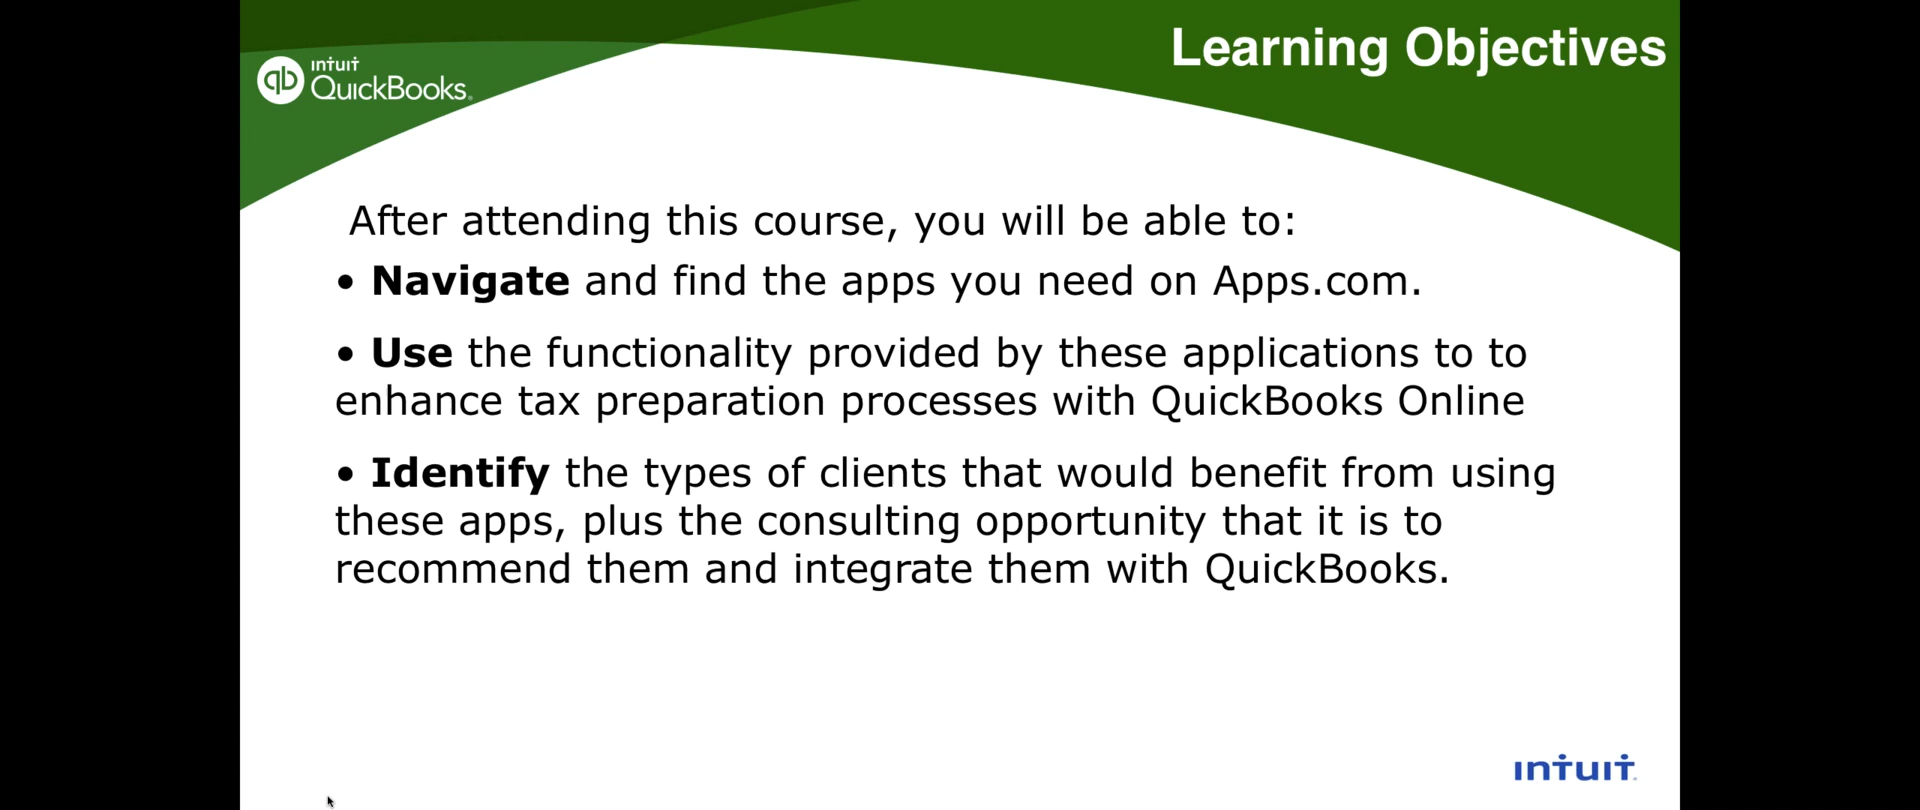 Learning Objectives
intuit
QuickBooks.
After attending this course, you will be able to:
• Navigate and find the apps you need on Apps.com.
• Use the functionality provided by these applications to to
enhance tax preparation processes with QuickBooks Online
• Identify the types of clients that would benefit from using
these apps, plus the consulting opportunity that it is to
recommend them and integrate them with QuickBooks.
intuit.